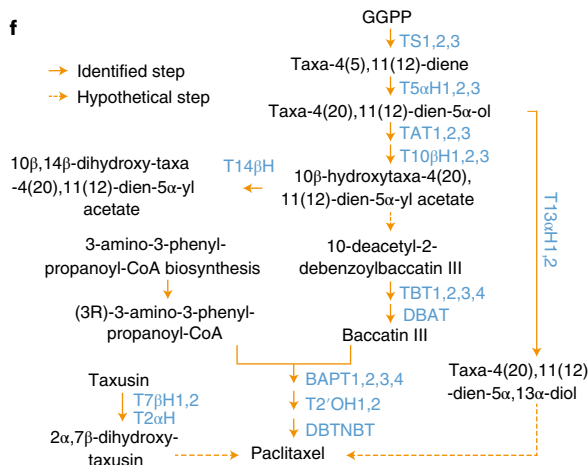 f
GGPP
TS1,2,3
Identified step
Hypothetical step
Taxa-4(5),11(12)-diene
T5αH1,2,3
Taxa-4(20),11(12)-dien-5α-ol
TAT1,2,3
T10βH1,2,3
10β,14β-dihydroxy-taxa
-4(20),11(12)-dien-5α-yl
acetate
T14βH
10β-hydroxytaxa-4(20),
11(12)-dien-5α-yl acetate
T13αH1,2
3-amino-3-phenyl-
propanoyl-CoA biosynthesis
10-deacetyl-2-
debenzoylbaccatin III
TBT1,2,3,4
DBAT
(3R)-3-amino-3-phenyl-
propanoyl-CoA
Baccatin III
Taxa-4(20),11(12)
-dien-5α,13α-diol
BAPT1,2,3,4
T2′OH1,2
DBTNBT
Taxusin
T7βH1,2
T2αH
2α,7β-dihydroxy-
taxusin
Paclitaxel